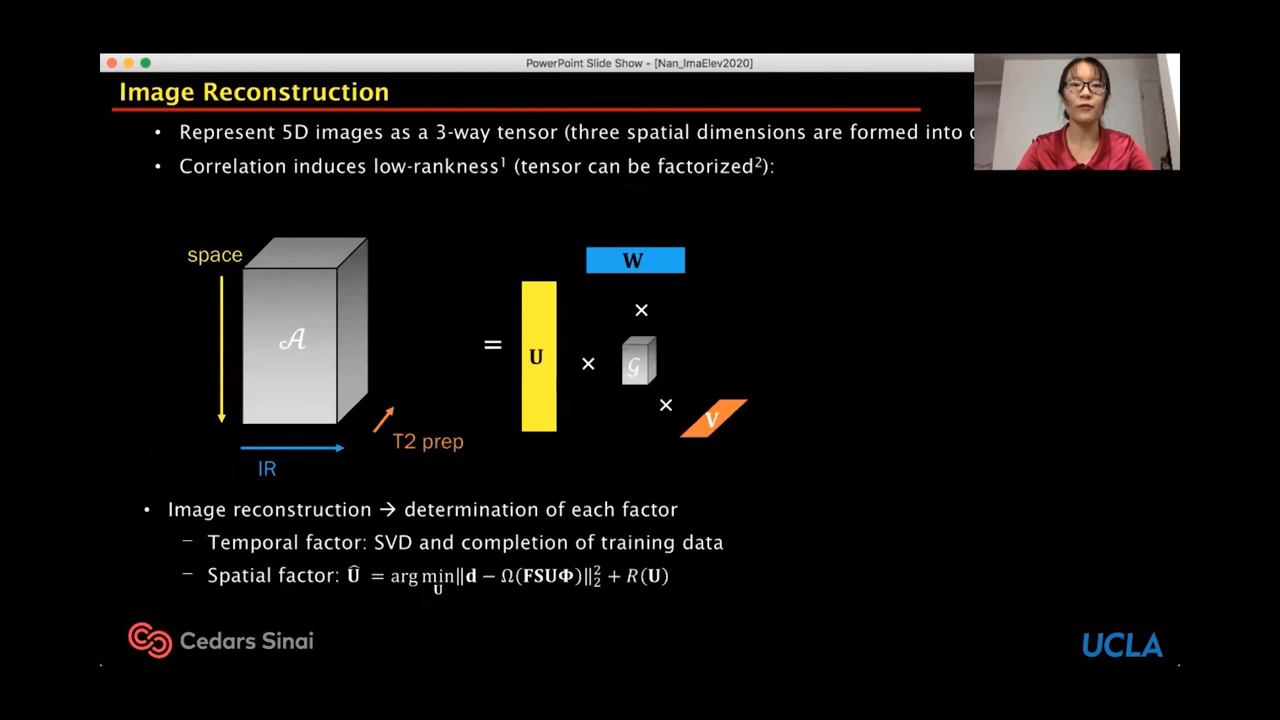 PowerPoint Slide Show - [Nan_ImaElev2020]
Image Reconstruction
• Represent 5D images as a 3-way tensor (three spatial dimensions are formed into
• Correlation induces low-rankness¹ (tensor can be factorized²):
space
𝒜
IR
T2 prep
=
U
×
W
×
𝒢
×
V
• Image reconstruction → determination of each factor
– Temporal factor: SVD and completion of training data
– Spatial factor: Û = arg min_U ‖d − Ω(FSUΦ)‖₂² + R(U)
Cedars Sinai
UCLA